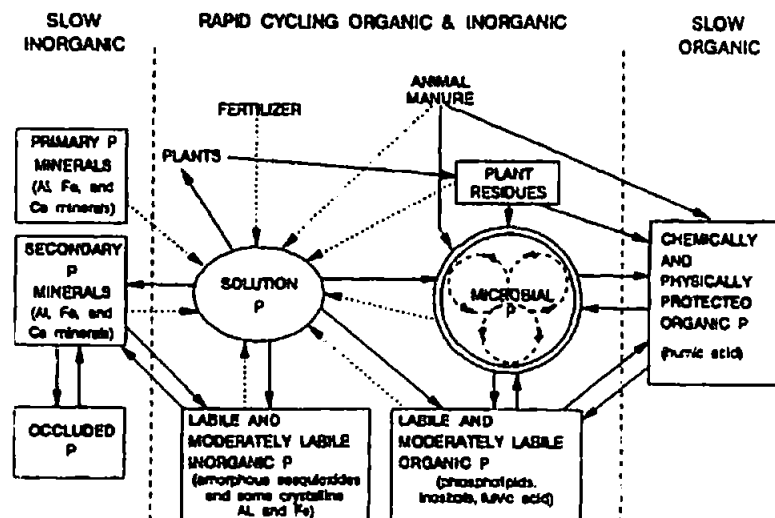 SLOW
INORGANIC
RAPID CYCLING ORGANIC & INORGANIC
SLOW
ORGANIC
ANIMAL
MANURE
FERTILIZER
PRIMARY P
MINERALS
(Al, Fe, and
Ca minerals)
PLANTS
PLANT
RESIDUES
SECONDARY
P
MINERALS
(Al, Fe, and
Ca minerals)
SOLUTION
P
MICROBIAL
P
CHEMICALLY
AND
PHYSICALLY
PROTECTED
ORGANIC P
(humic acid)
OCCLUDED
P
LABILE AND
MODERATELY LABILE
INORGANIC P
(amorphous sesquioxides
and some crystalline
AL and Fe)
LABILE AND
MODERATELY LABILE
ORGANIC P
(phospholipids,
inositols, fulvic acid)